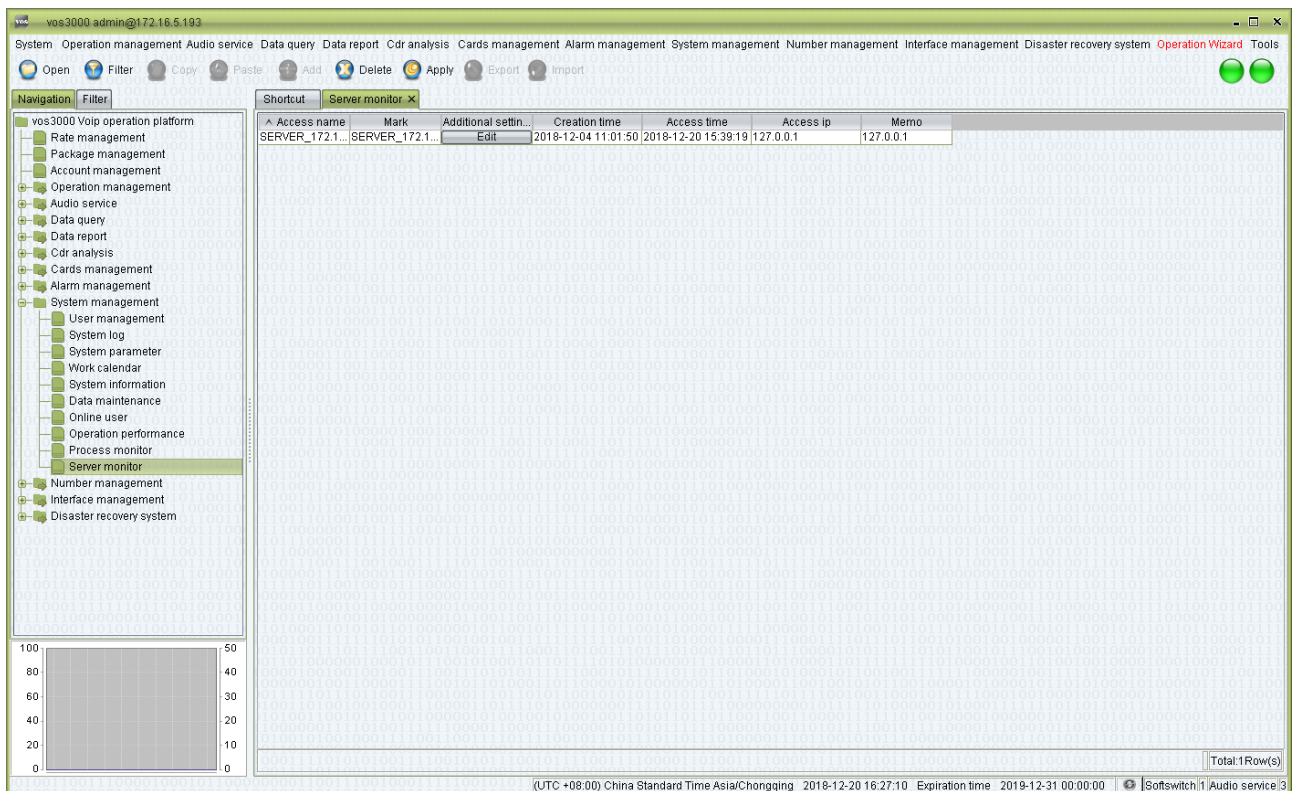 vos3000 admin@172.16.5.193
System Operation management Audio service Data query Data report Cdr analysis Cards management Alarm management System management Number management Interface management Disaster recovery system Operation Wizard Tools
Open Filter Copy Paste Add Delete Apply Export Import
Navigation Filter
Shortcut Server monitor
vos3000 Voip operation platform
Rate management
Package management
Account management
Operation management
Audio service
Data query
Data report
Cdr analysis
Cards management
Alarm management
System management
User management
System log
System parameter
Work calendar
System information
Data maintenance
Online user
Operation performance
Process monitor
Server monitor
Number management
Interface management
Disaster recovery system
Access name Mark Additional settin... Creation time Access time Access ip Memo
SERVER_172.1... SERVER_172.1... Edit 2018-12-04 11:01:50 2018-12-20 15:39:19 127.0.0.1 127.0.0.1
100 50
80 40
60 30
40 20
20 10
0 0
Total:1Row(s)
(UTC +08:00) China Standard Time Asia/Chongqing 2018-12-20 16:27:10 Expiration time 2019-12-31 00:00:00 Softswitch 1 Audio service 3